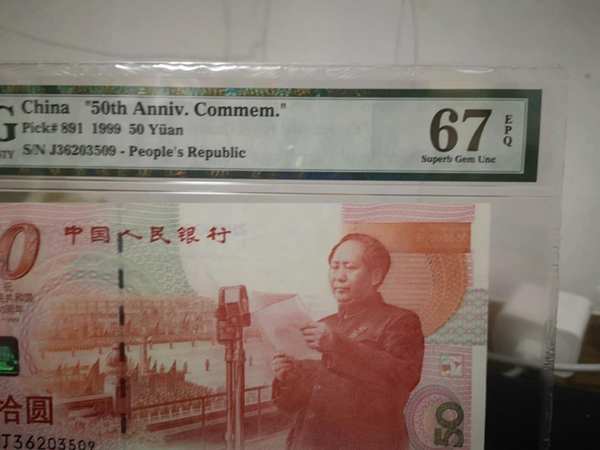 G China "50th Anniv. Commem."
Pick# 891 1999 50 Yüan
S/N J36203509 - People's Republic
67
EPQ
Superb Gem Unc
中国人民银行
拾圆
J36203509
50